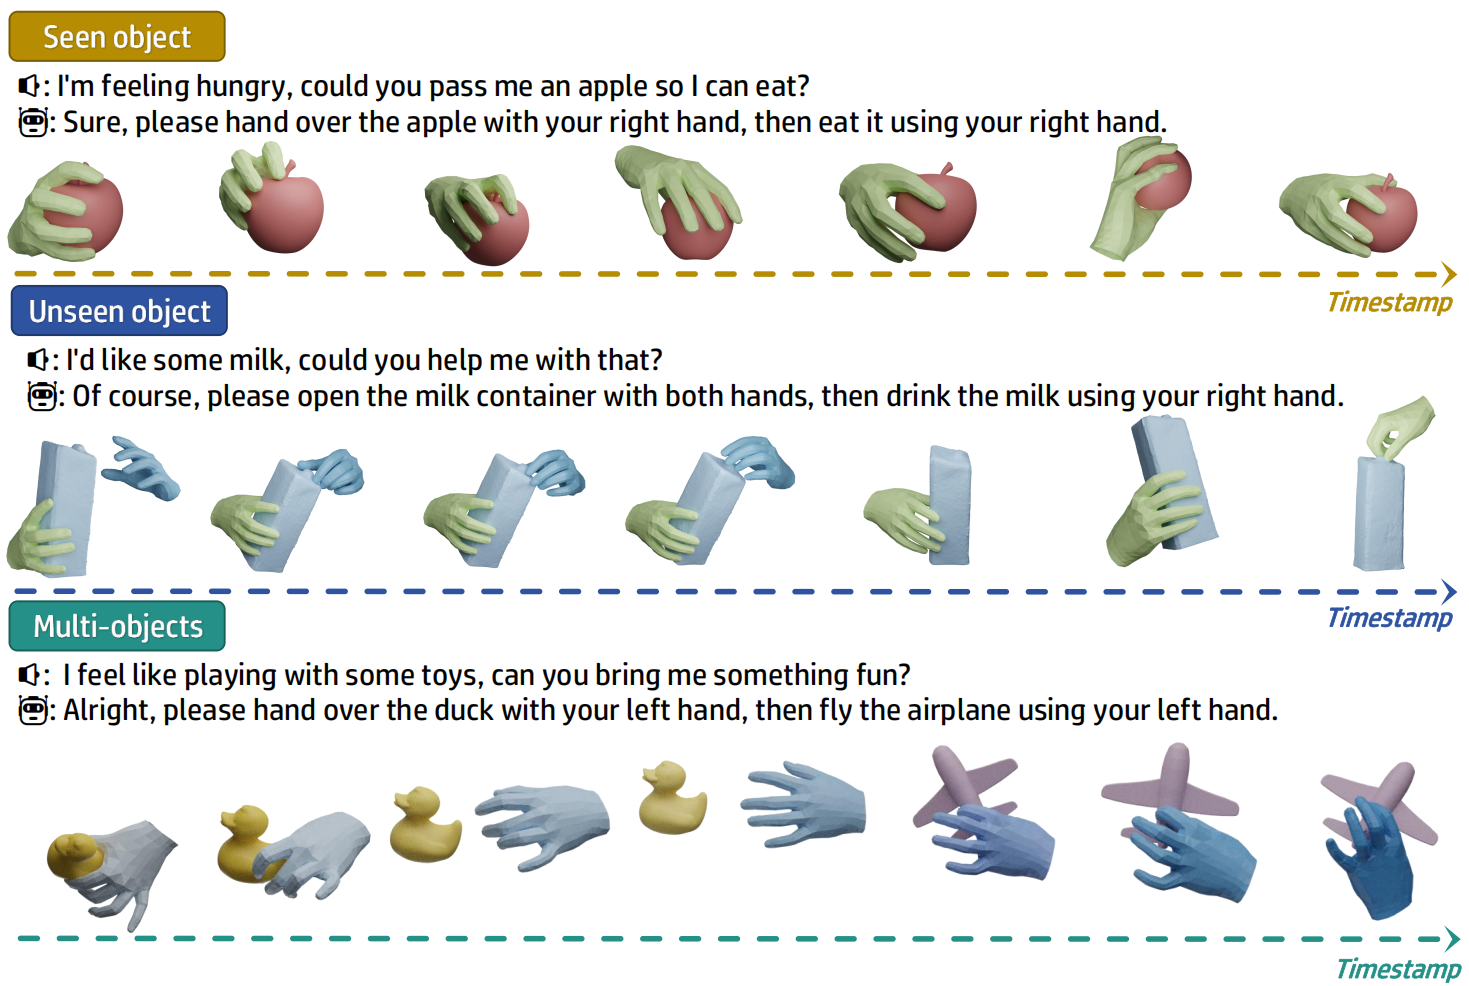 Seen object
: I'm feeling hungry, could you pass me an apple so I can eat?
: Sure, please hand over the apple with your right hand, then eat it using your right hand.
Timestamp
Unseen object
: I'd like some milk, could you help me with that?
: Of course, please open the milk container with both hands, then drink the milk using your right hand.
Timestamp
Multi-objects
: I feel like playing with some toys, can you bring me something fun?
: Alright, please hand over the duck with your left hand, then fly the airplane using your left hand.
Timestamp